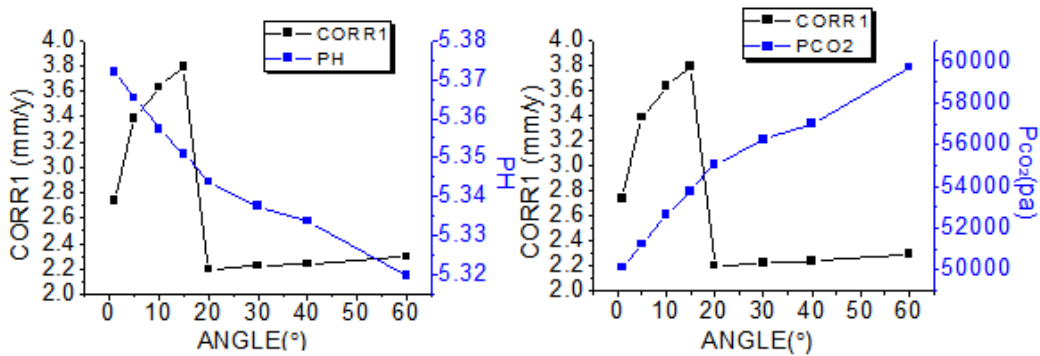 CORR1
PH
CORR1 (mm/y)
4.0
3.8
3.6
3.4
3.2
3.0
2.8
2.6
2.4
2.2
2.0
5.38
5.37
5.36
5.35
5.34
5.33
5.32
PH
0 10 20 30 40 50 60
ANGLE(°)
CORR1
PCO2
CORR1 (mm/y)
4.0
3.8
3.6
3.4
3.2
3.0
2.8
2.6
2.4
2.2
2.0
60000
58000
56000
54000
52000
50000
Pco₂(pa)
0 10 20 30 40 50 60
ANGLE(°)